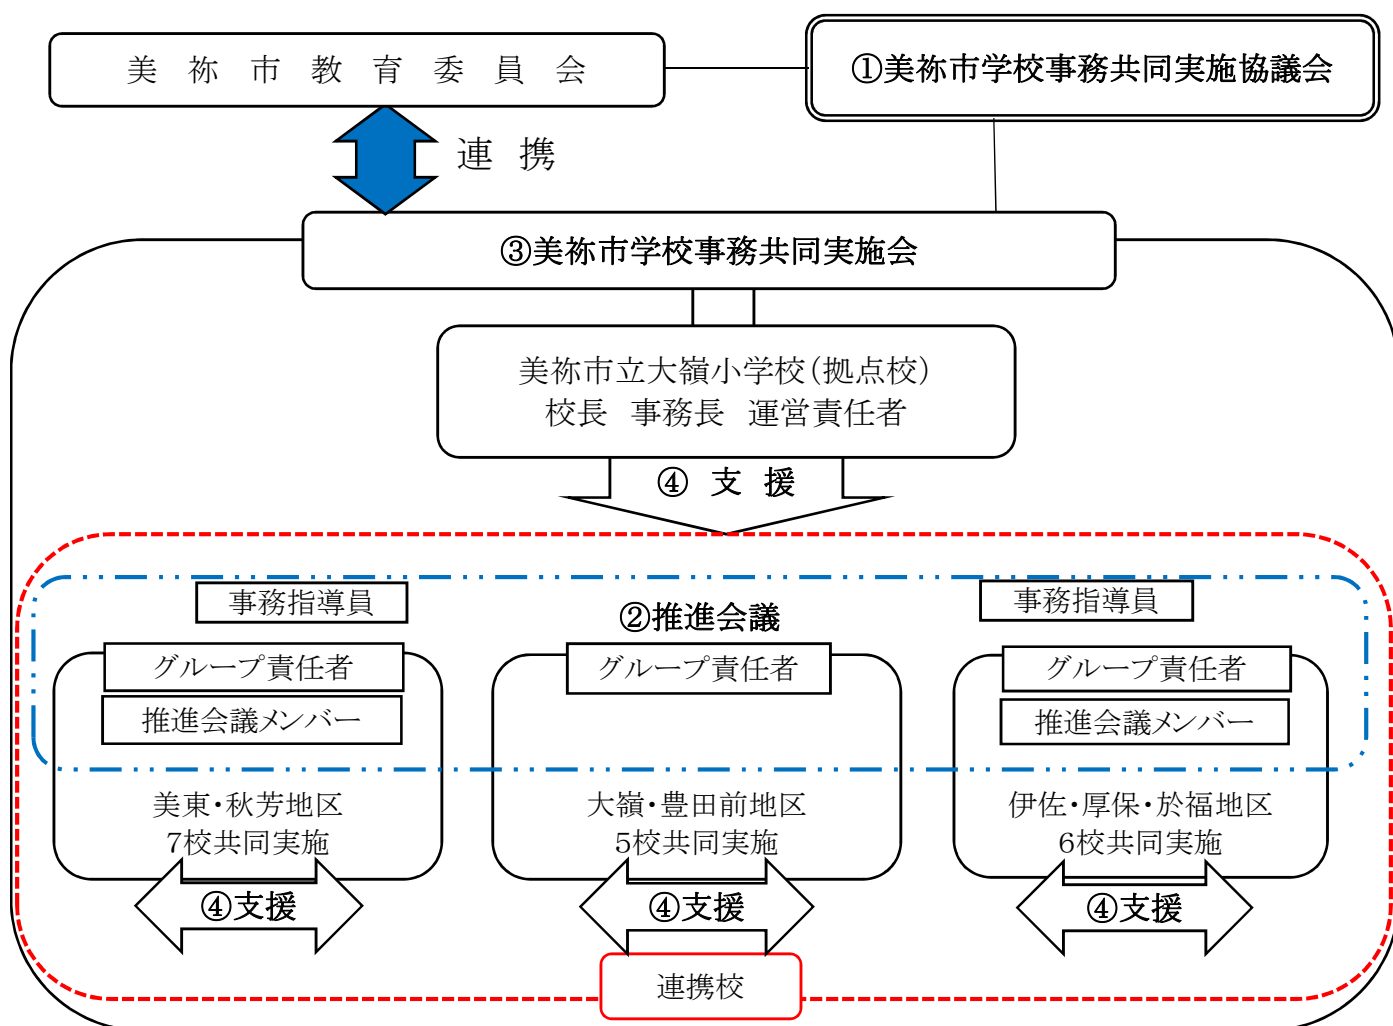 美祢市教育委員会
①美祢市学校事務共同実施協議会
連携
③美祢市学校事務共同実施会
美祢市立大嶺小学校(拠点校)
校長 事務長 運営責任者
④ 支 援
事務指導員
②推進会議
事務指導員
グループ責任者
推進会議メンバー
グループ責任者
グループ責任者
推進会議メンバー
美東・秋芳地区
7校共同実施
大嶺・豊田前地区
5校共同実施
伊佐・厚保・於福地区
6校共同実施
④支援
④支援
④支援
連携校